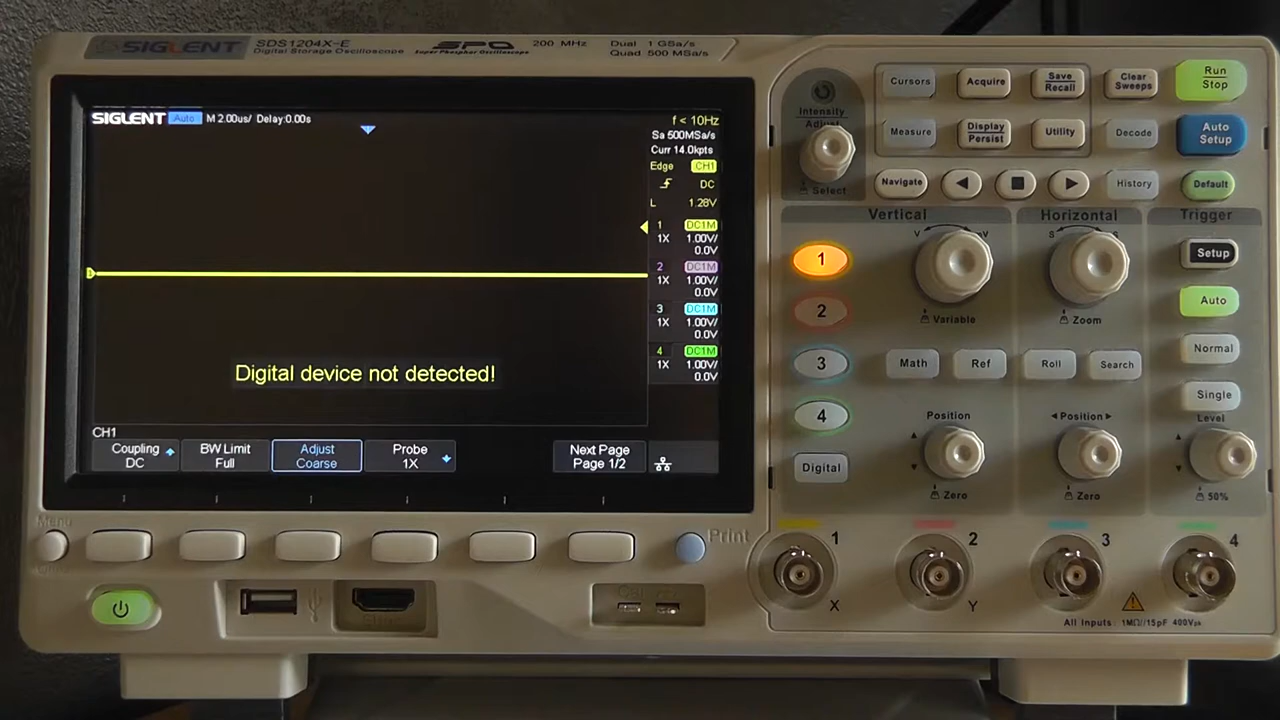 SIGLENT SDS1204X-E SPO 200 MHz Dual 1 GSa/s
Digital Storage Oscilloscope Super Phosphor Oscilloscope Quad 500 MSa/s
SIGLENT Auto M 2.00us/ Delay:0.00s f < 10Hz
Sa 500MSa/s
Curr 14.0kpts
Edge CH1
DC
L 1.28V
1 DC1M
1X 1.00V/
0.0V
2 DC1M
1X 1.00V/
0.0V
3 DC1M
1X 1.00V/
0.0V
4 DC1M
1X 1.00V/
0.0V
Digital device not detected!
CH1
Coupling
DC
BW Limit
Full
Adjust
Coarse
Probe
1X
Next Page
Page 1/2
Menu
Print
Intensity
Adjust
Select
Cursors
Acquire
Save
Recall
Clear
Sweeps
Run
Stop
Measure
Display
Persist
Utility
Decode
Auto
Setup
Navigate
History
Default
Vertical
Horizontal
Trigger
V mV
S S
Setup
1
2
3
4
Variable
Zoom
Auto
Math
Ref
Roll
Search
Normal
Single
Position
◄Position►
Level
Digital
Zero
Zero
50%
1
2
3
4
X
Y
All Inputs: 1MΩ//15pF 400Vpk